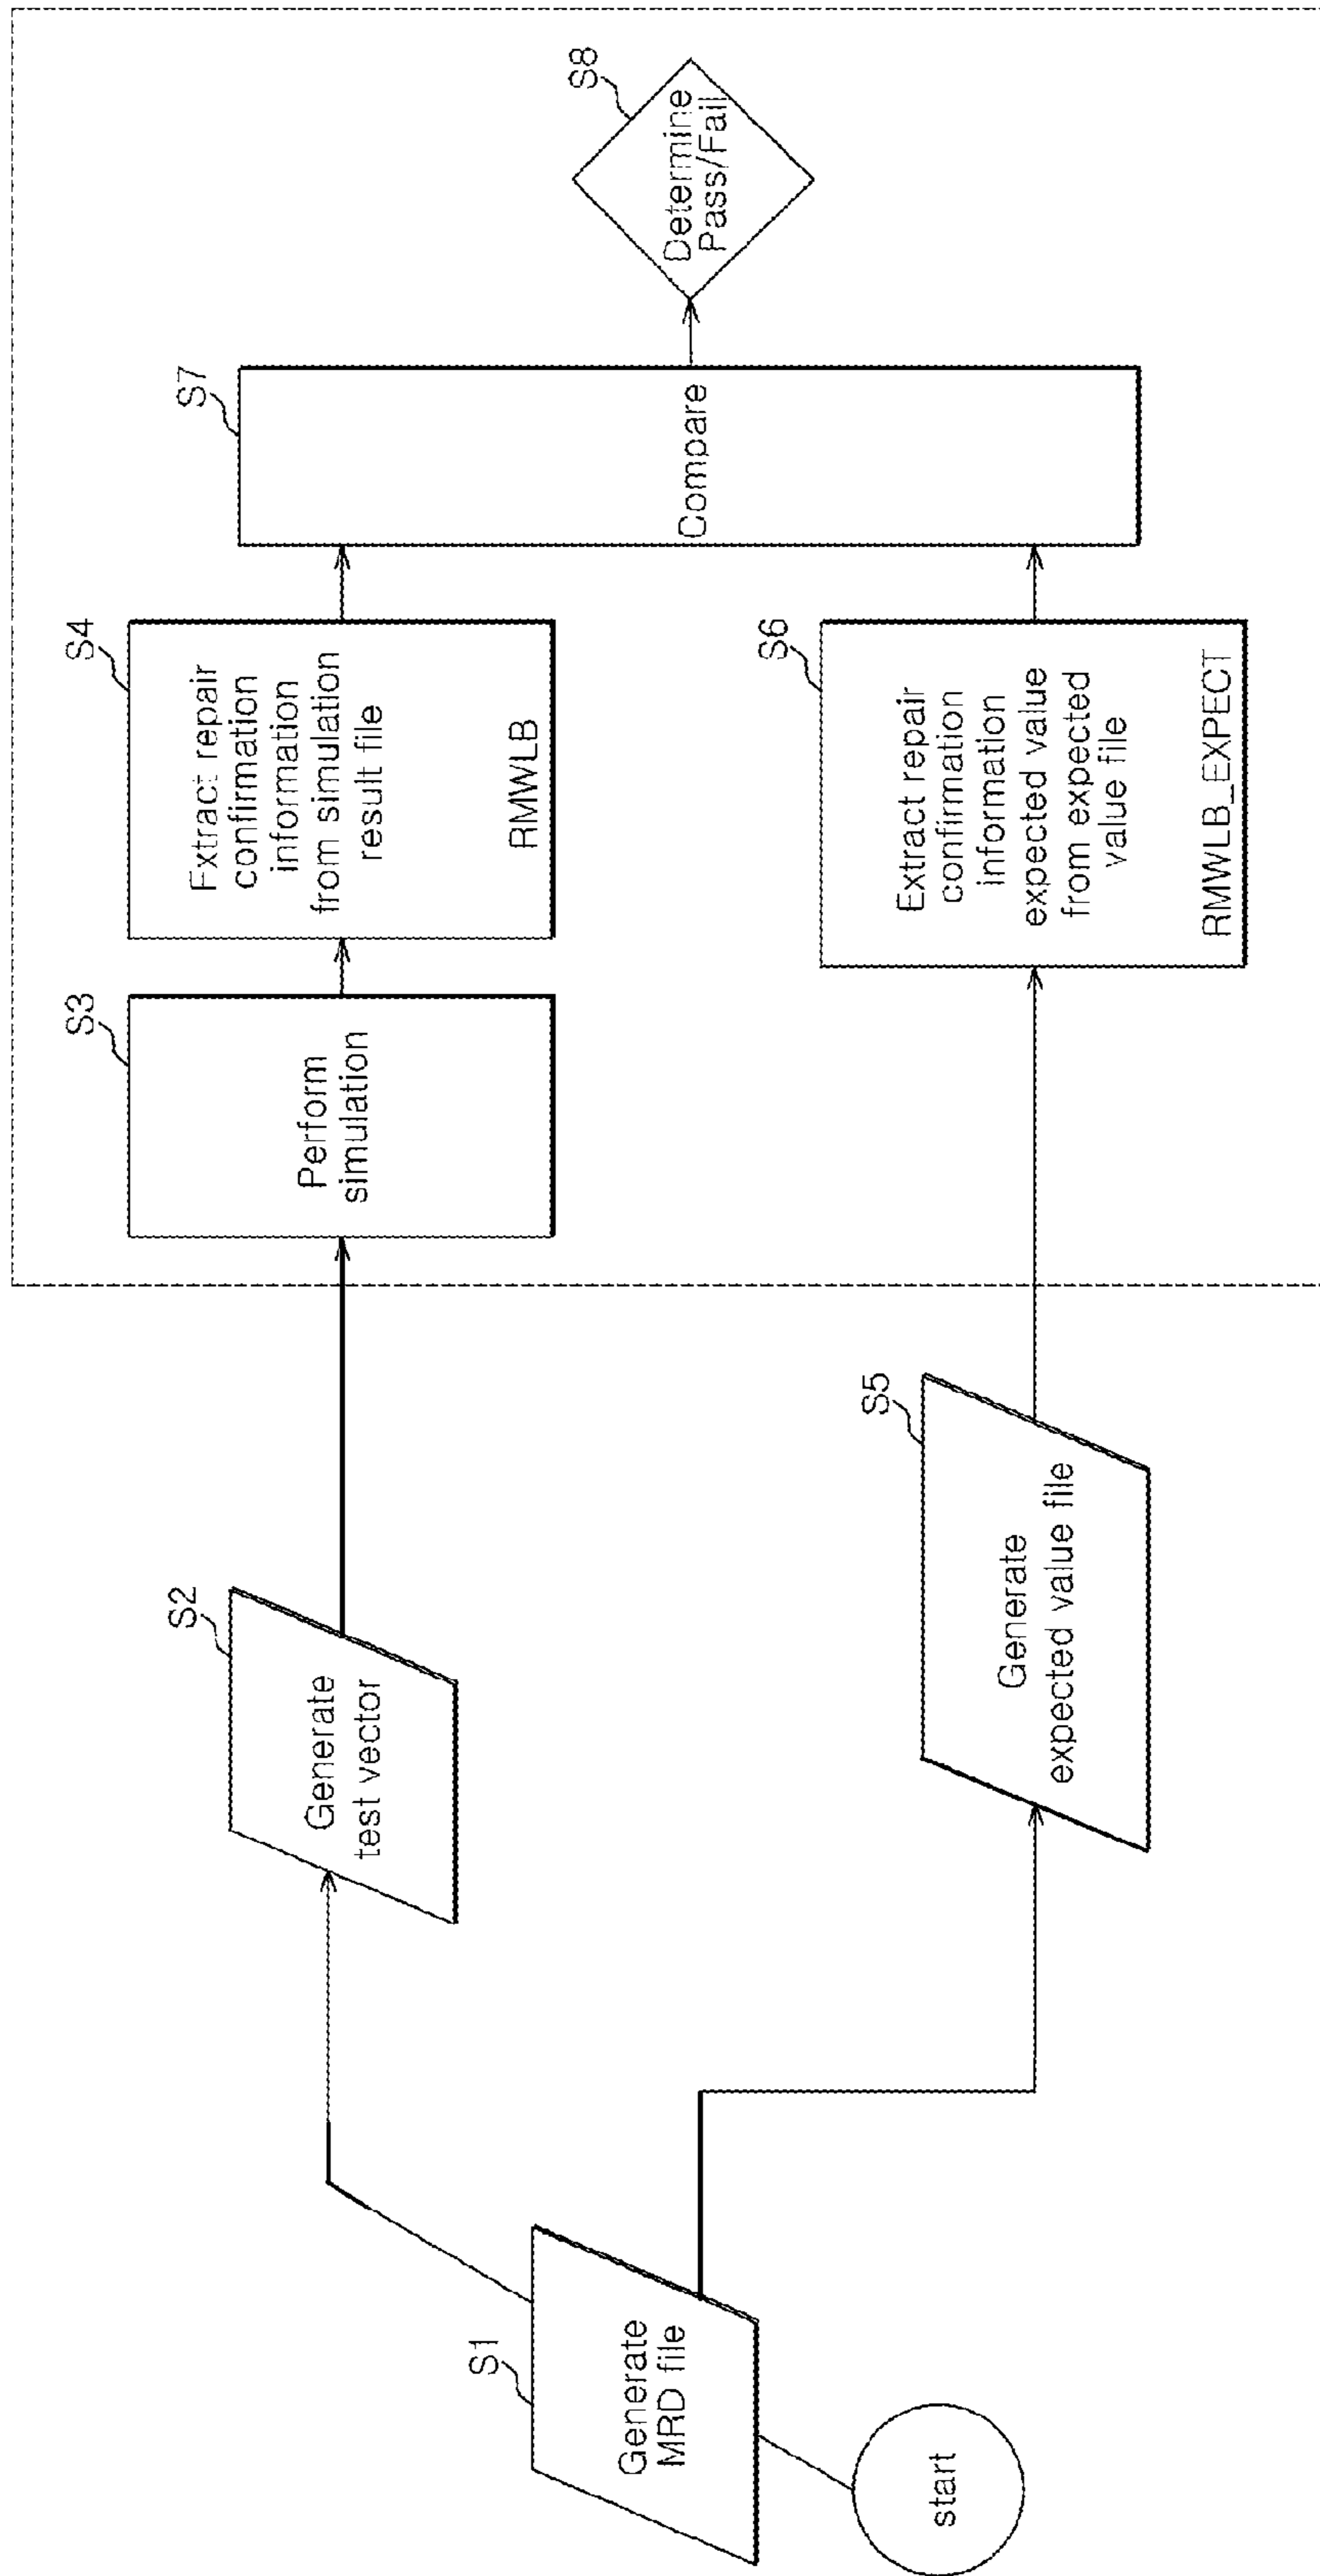 start
S1
Generate
MRD file
S2
Generate
test vector
S3
Perform
simulation
S4
Extract repair
confirmation
information
from simulation
result file
RMWLB
S5
Generate
expected value file
S6
Extract repair
confirmation
information
expected value
from expected
value file
RMWLB_EXPECT
S7
Compare
S8
Determine
Pass/Fail